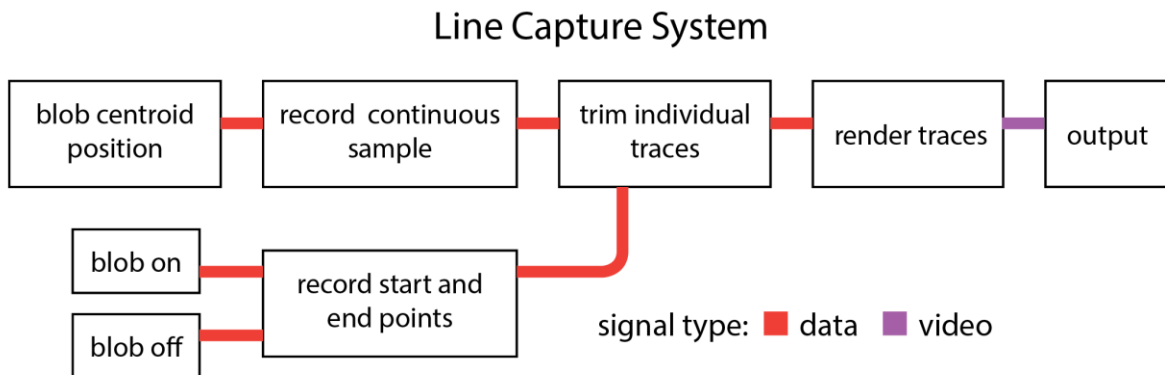 Line Capture System
blob centroid
position
record continuous
sample
trim individual
traces
render traces
output
blob on
blob off
record start and
end points
signal type: data video